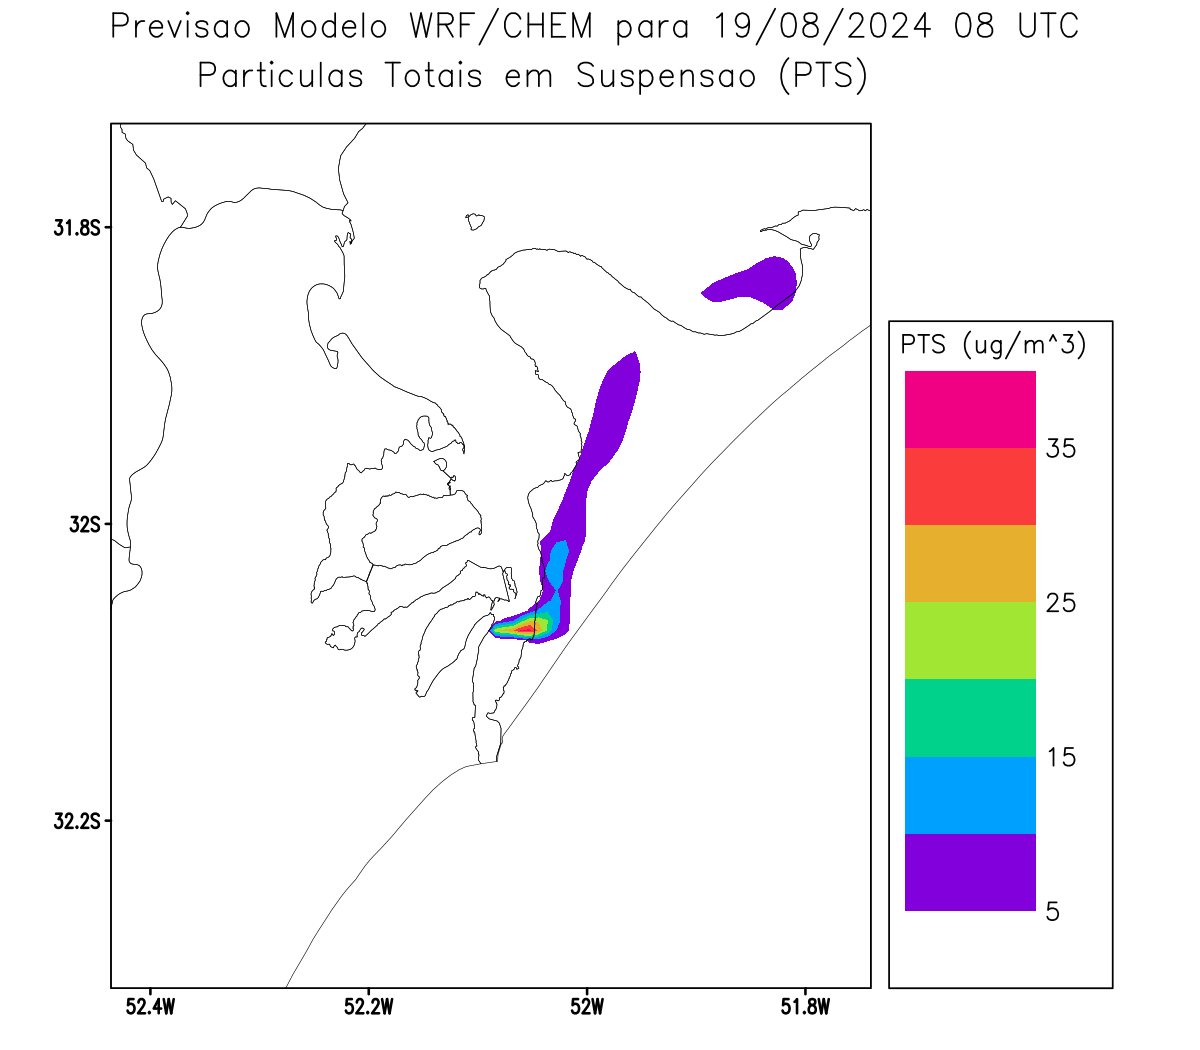 Previsao Modelo WRF/CHEM para 19/08/2024 08 UTC
Particulas Totais em Suspensao (PTS)
31.8S
32S
32.2S
52.4W
52.2W
52W
51.8W
PTS (ug/m^3)
35
25
15
5